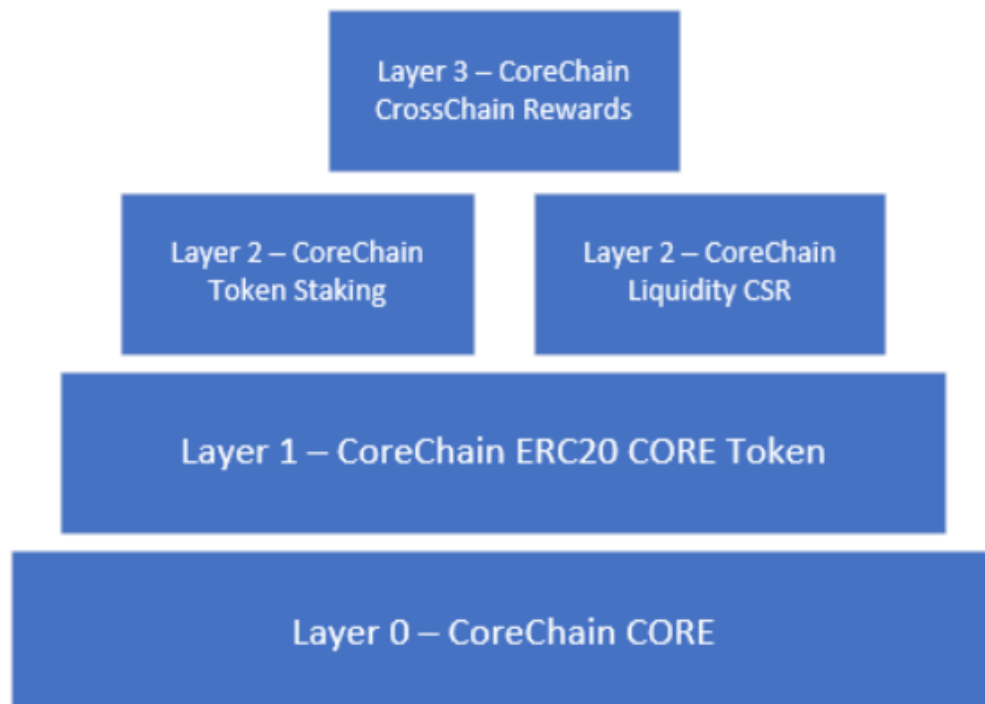 Layer 3 – CoreChain
CrossChain Rewards
Layer 2 – CoreChain
Token Staking
Layer 2 – CoreChain
Liquidity CSR
Layer 1 – CoreChain ERC20 CORE Token
Layer 0 – CoreChain CORE